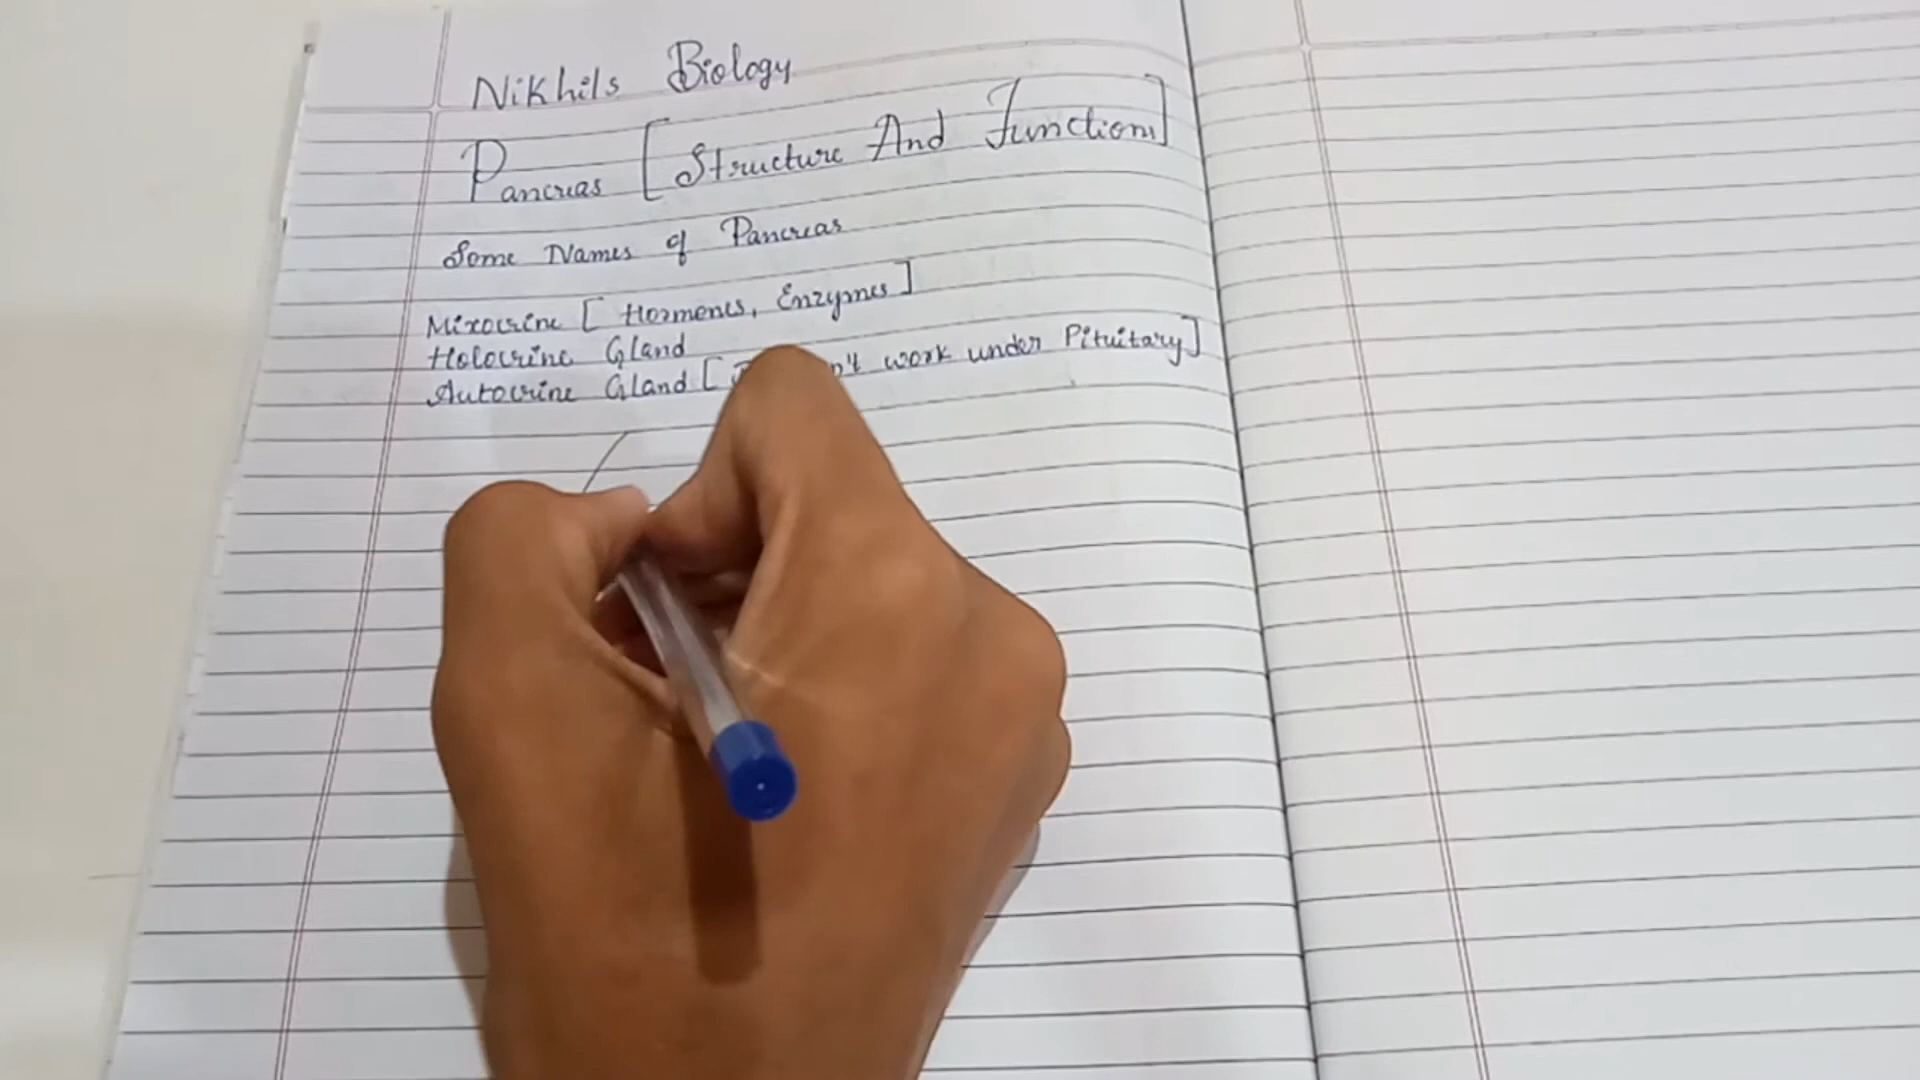 Nikhils Biology
Pancreas [Structure And Functions]
Some Names of Pancreas
Mixocrine [Hormones, Enzymes]
Holocrine Gland
Autocrine Gland [ work under Pituitary]